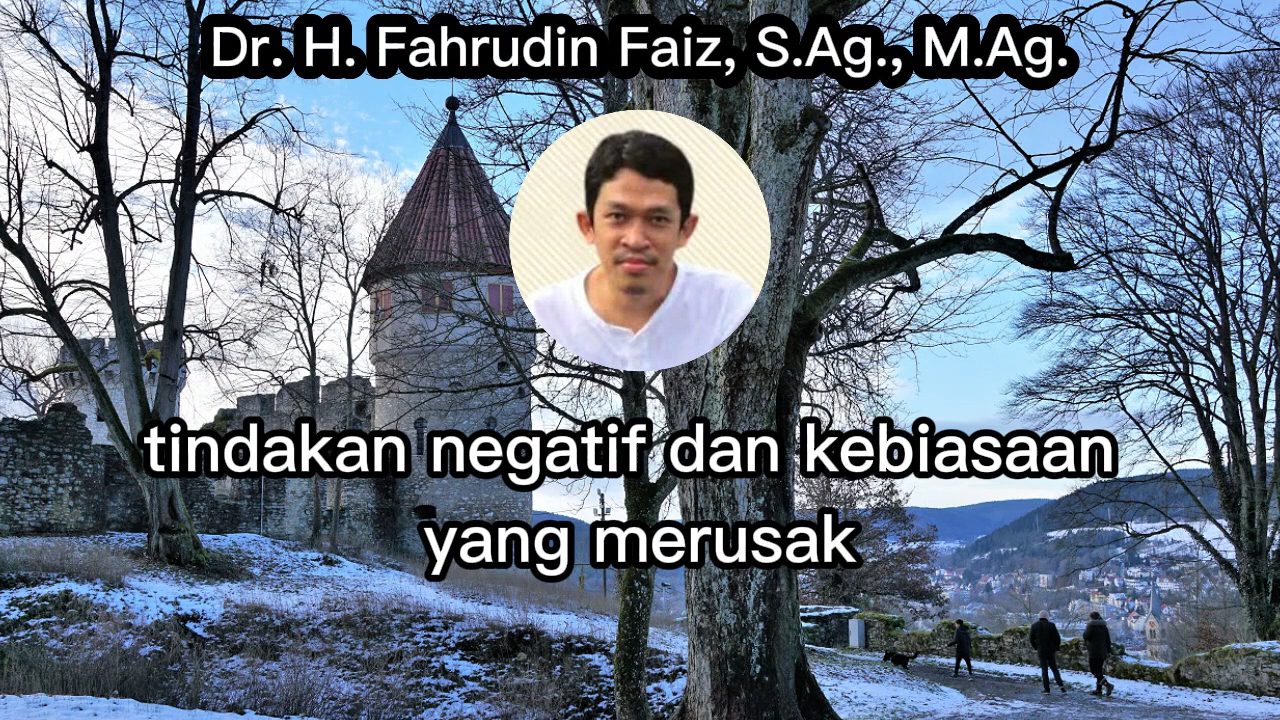 Dr. H. Fahrudin Faiz, S.Ag., M.Ag.
tindakan negatif dan kebiasaan
yang merusak